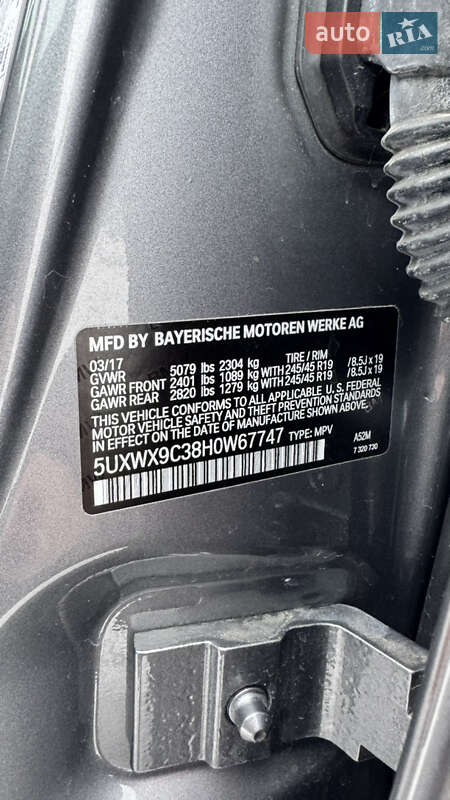 auto RIA .com
MFD BY BAYERISCHE MOTOREN WERKE AG
03/17 5079 lbs 2304 kg TIRE / RIM
GVWR
GAWR FRONT 2401 lbs 1089 kg WITH 245/45 R19 /8.5J x 19
GAWR REAR 2820 lbs 1279 kg WITH 245/45 R19 /8.5J x 19
THIS VEHICLE CONFORMS TO ALL APPLICABLE U. S. FEDERAL
MOTOR VEHICLE SAFETY AND THEFT PREVENTION STANDARDS
IN EFFECT ON THE DATE OF MANUFACTURE SHOWN ABOVE.
5UXWX9C38H0W67747 TYPE: MPV A52M
7 320 730